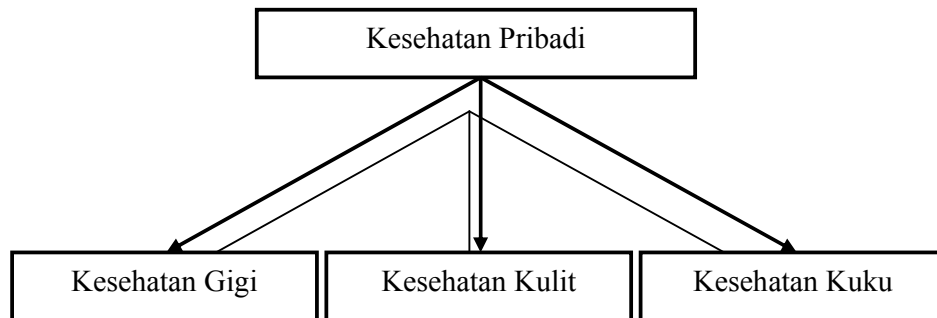 Kesehatan Pribadi
Kesehatan Gigi
Kesehatan Kulit
Kesehatan Kuku